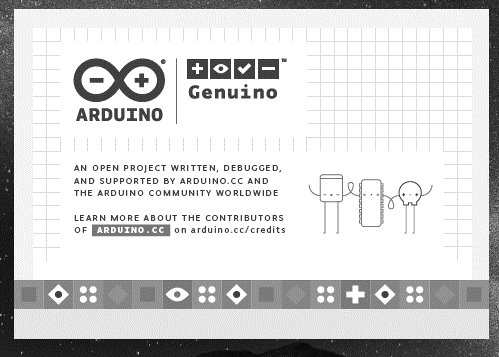 ARDUINO
Genuino
AN OPEN PROJECT WRITTEN, DEBUGGED,
AND SUPPORTED BY ARDUINO.CC AND
THE ARDUINO COMMUNITY WORLDWIDE
LEARN MORE ABOUT THE CONTRIBUTORS
OF ARDUINO.CC on arduino.cc/credits